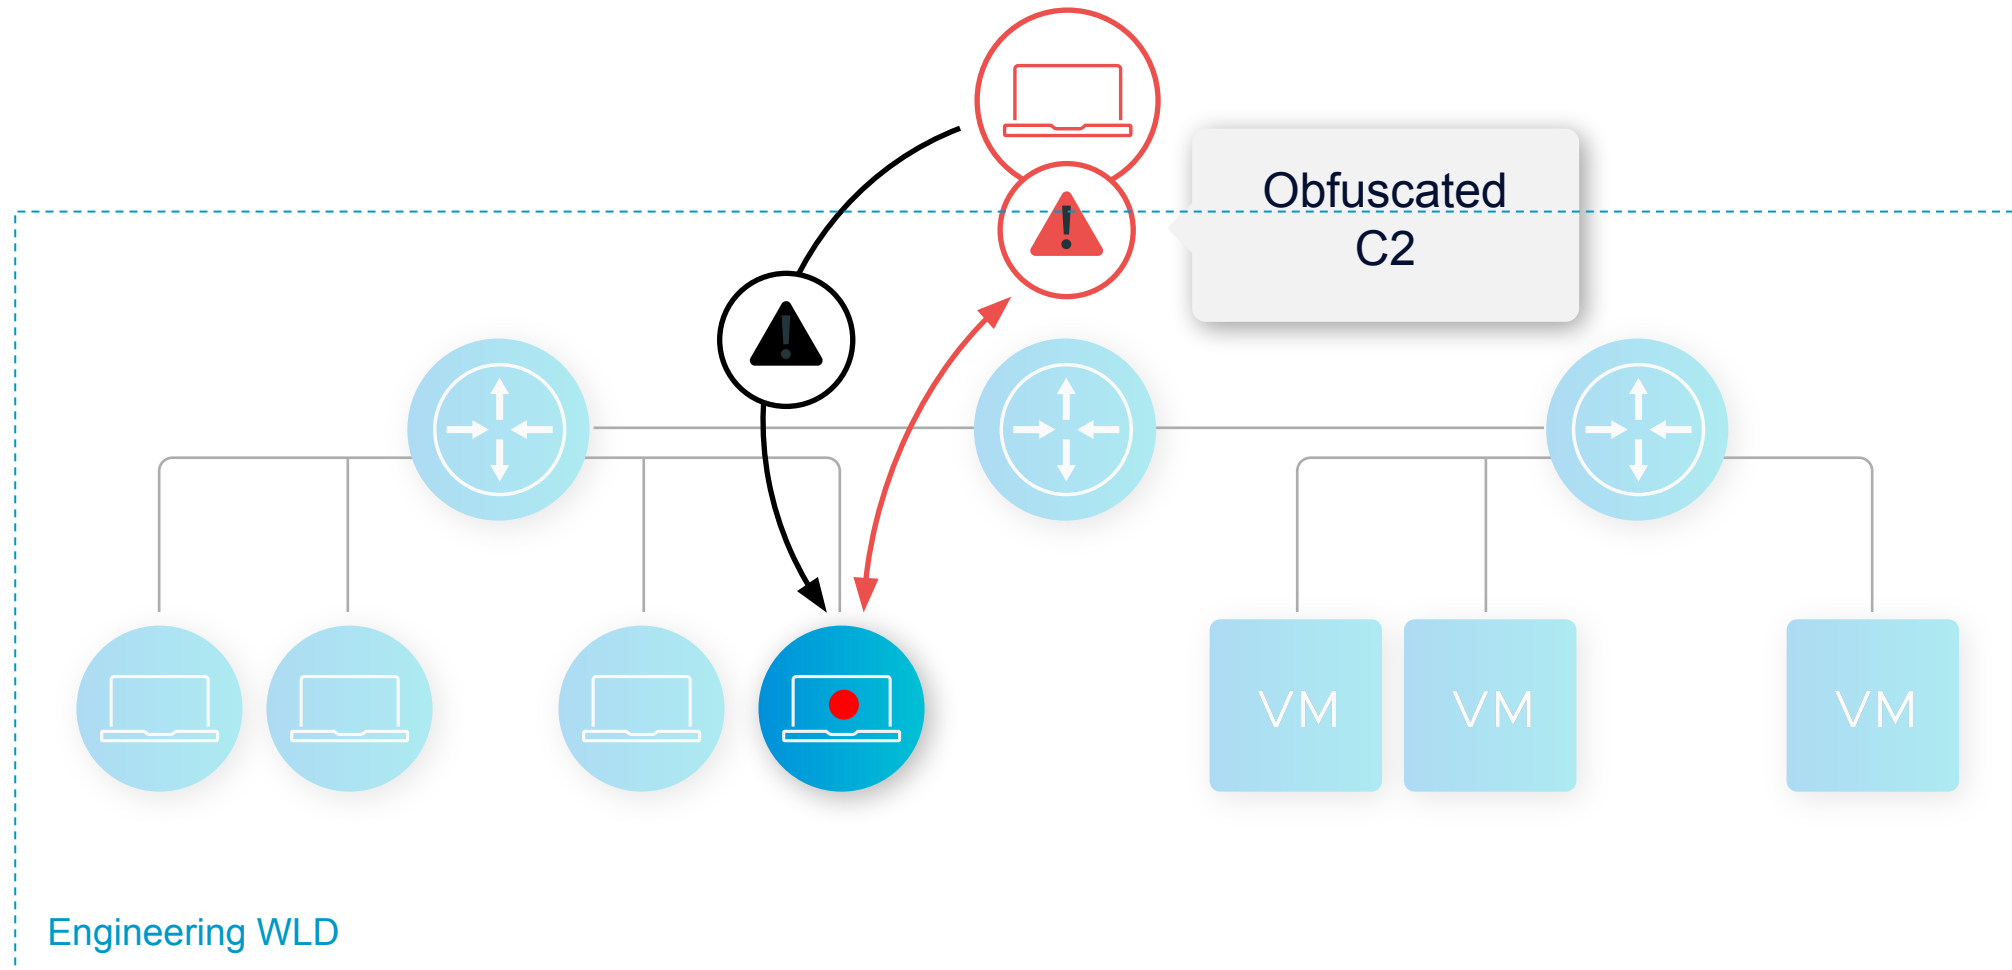 Obfuscated
C2
VM
VM
VM
Engineering WLD